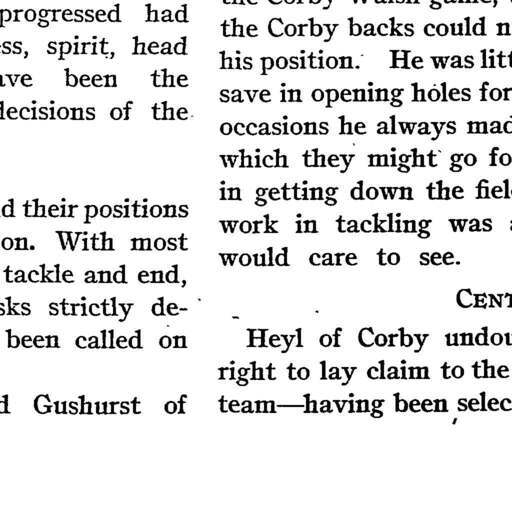 progressed had
ess, spirit, head
ave been the
decisions of the
d their positions
on. With most
tackle and end,
sks strictly de-
been called on
d Gushurst of
the Corby Walsh game,
the Corby backs could n
his position. He was litt
save in opening holes for
occasions he always mad
which they might go fo
in getting down the fiel
work in tackling was a
would care to see.
CENT
Heyl of Corby undou
right to lay claim to the
team—having been selec